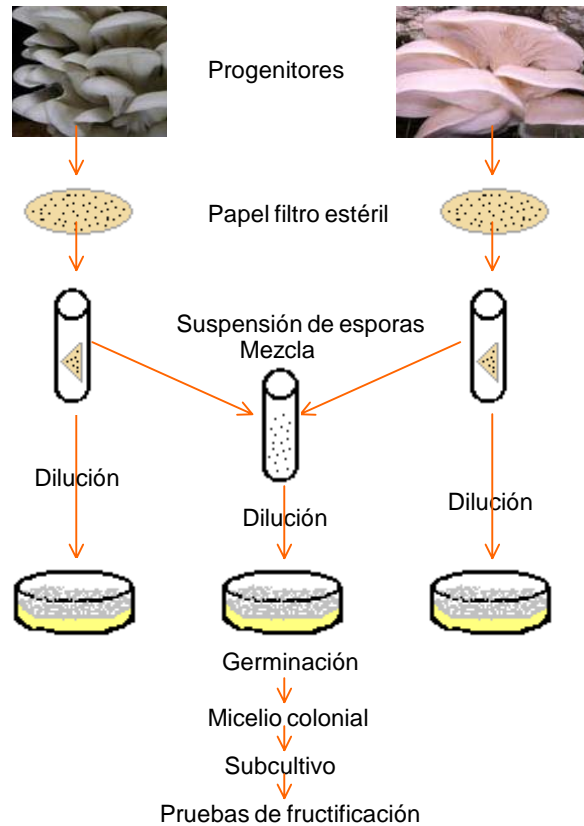 Progenitores
Papel filtro estéril
Suspensión de esporas
Mezcla
Dilución
Dilución
Dilución
Germinación
Micelio colonial
Subcultivo
Pruebas de fructificación